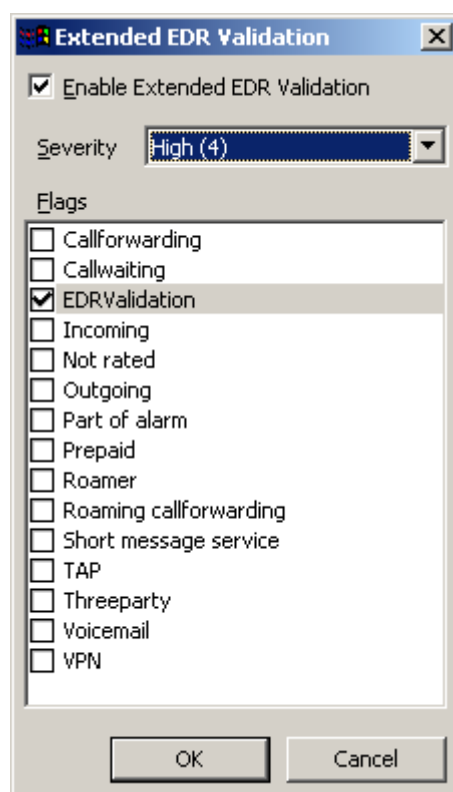 Extended EDR Validation
Enable Extended EDR Validation
Severity High (4)
Flags
Callforwarding
Callwaiting
EDRValidation
Incoming
Not rated
Outgoing
Part of alarm
Prepaid
Roamer
Roaming callforwarding
Short message service
TAP
Threeparty
Voicemail
VPN
OK Cancel